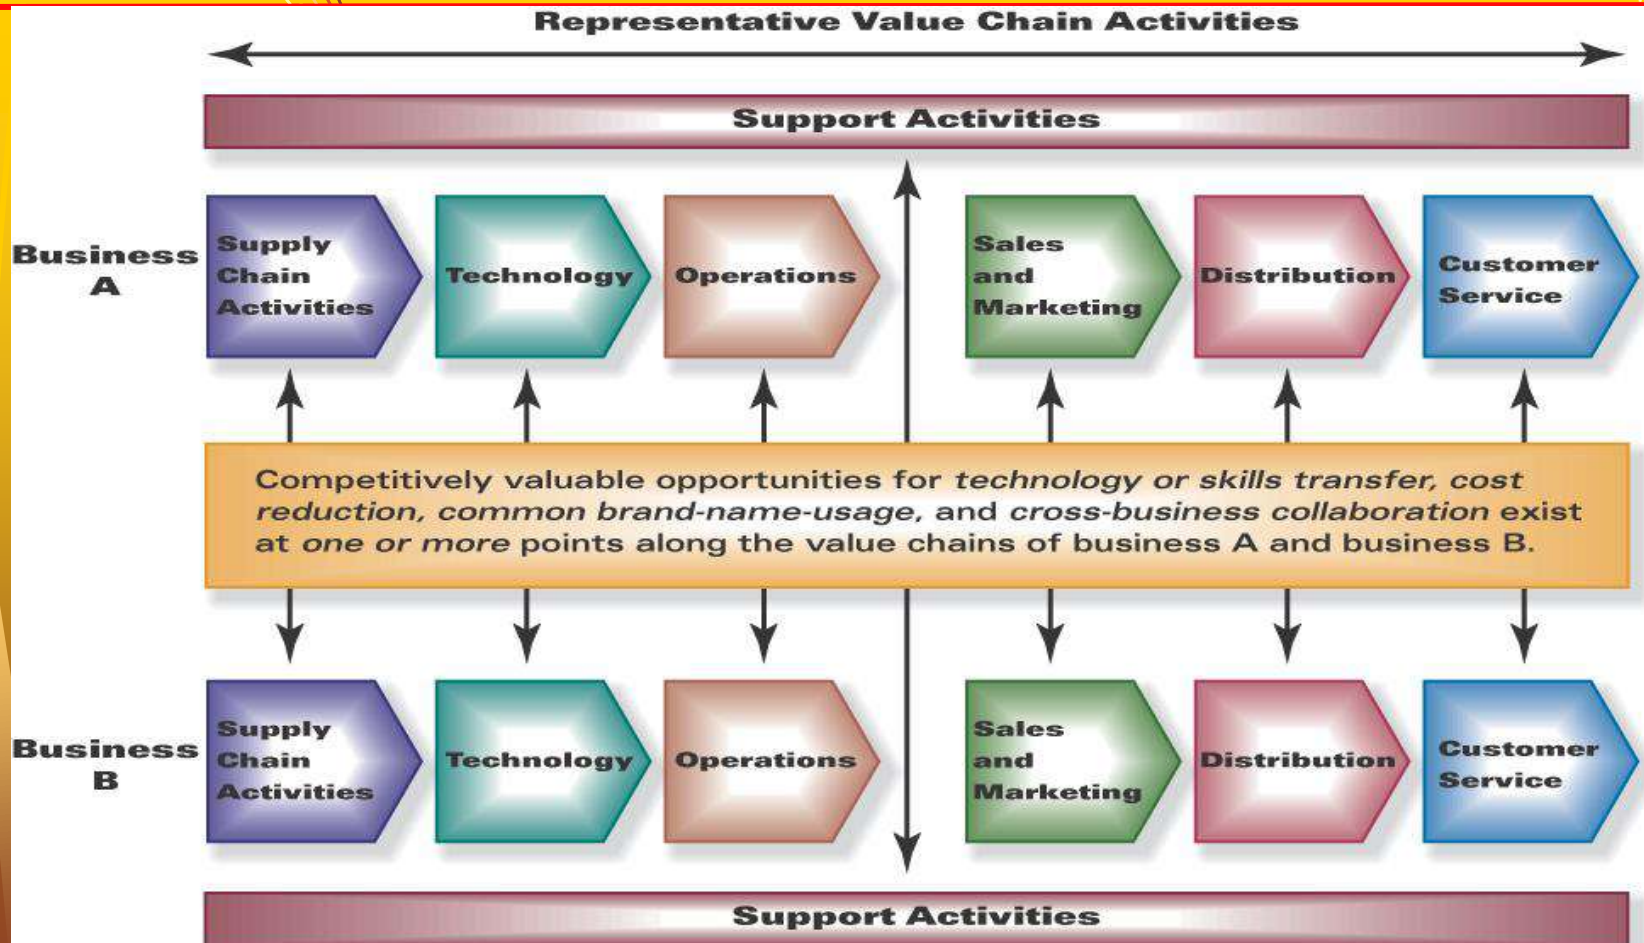 Representative Value Chain Activities
Support Activities
Business
A
Supply
Chain
Activities
Technology
Operations
Sales
and
Marketing
Distribution
Customer
Service
Competitively valuable opportunities for technology or skills transfer, cost
reduction, common brand-name-usage, and cross-business collaboration exist
at one or more points along the value chains of business A and business B.
Business
B
Supply
Chain
Activities
Technology
Operations
Sales
and
Marketing
Distribution
Customer
Service
Support Activities